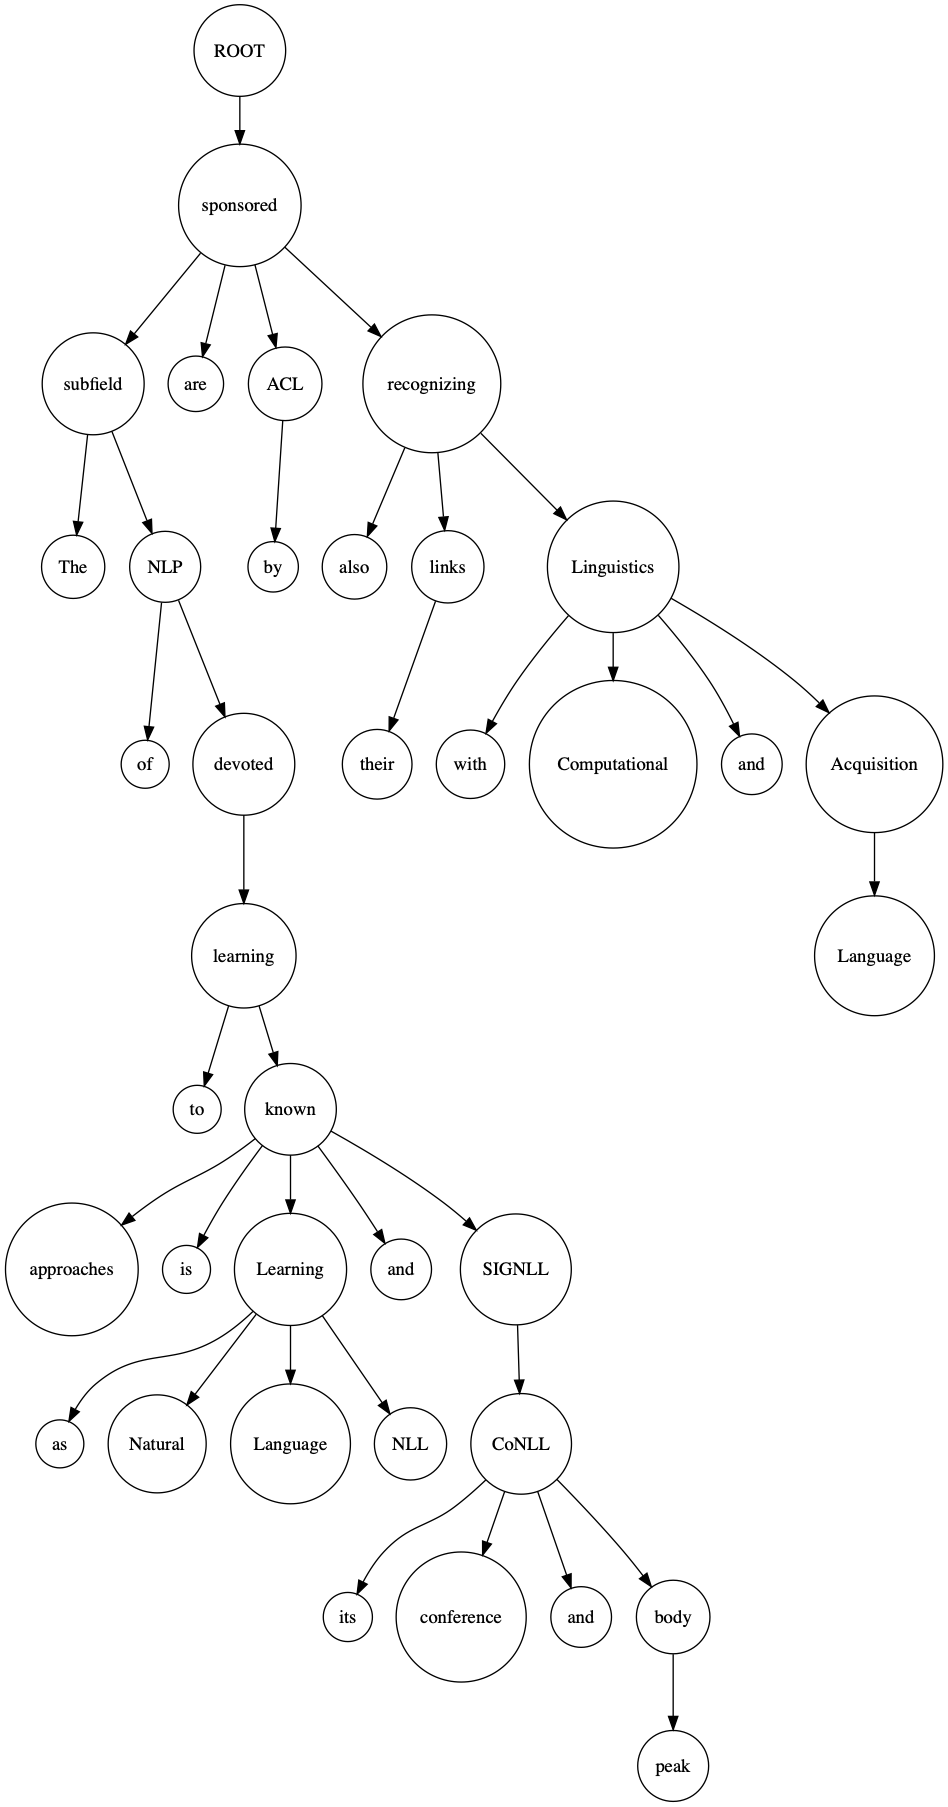 ROOT
sponsored
subfield
are
ACL
recognizing
The
NLP
by
also
links
Linguistics
of
devoted
their
with
Computational
and
Acquisition
learning
Language
to
known
approaches
is
Learning
and
SIGNLL
as
Natural
Language
NLL
CoNLL
its
conference
and
body
peak